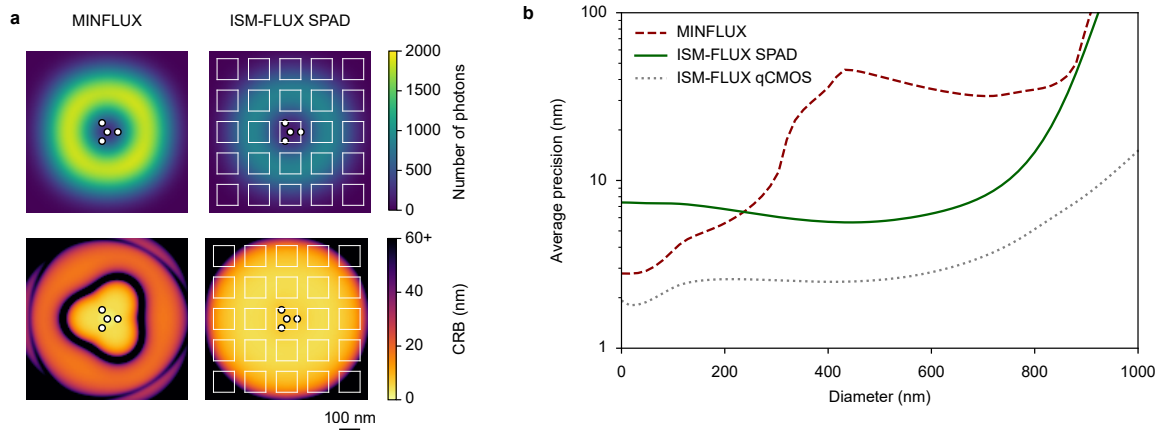 a
MINFLUX
ISM-FLUX SPAD
2000
1500
1000
500
0
Number of photons
60+
40
20
0
CRB (nm)
100 nm
b
100
10
1
Average precision (nm)
MINFLUX
ISM-FLUX SPAD
ISM-FLUX qCMOS
0
200
400
600
800
1000
Diameter (nm)